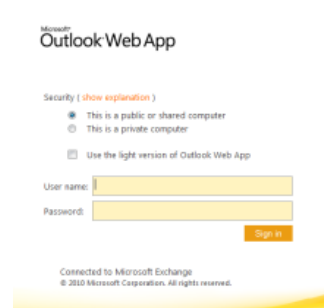 Microsoft®
Outlook Web App
Security ( show explanation )
This is a public or shared computer
This is a private computer
Use the light version of Outlook Web App
User name:
Password:
Sign in
Connected to Microsoft Exchange
© 2010 Microsoft Corporation. All rights reserved.